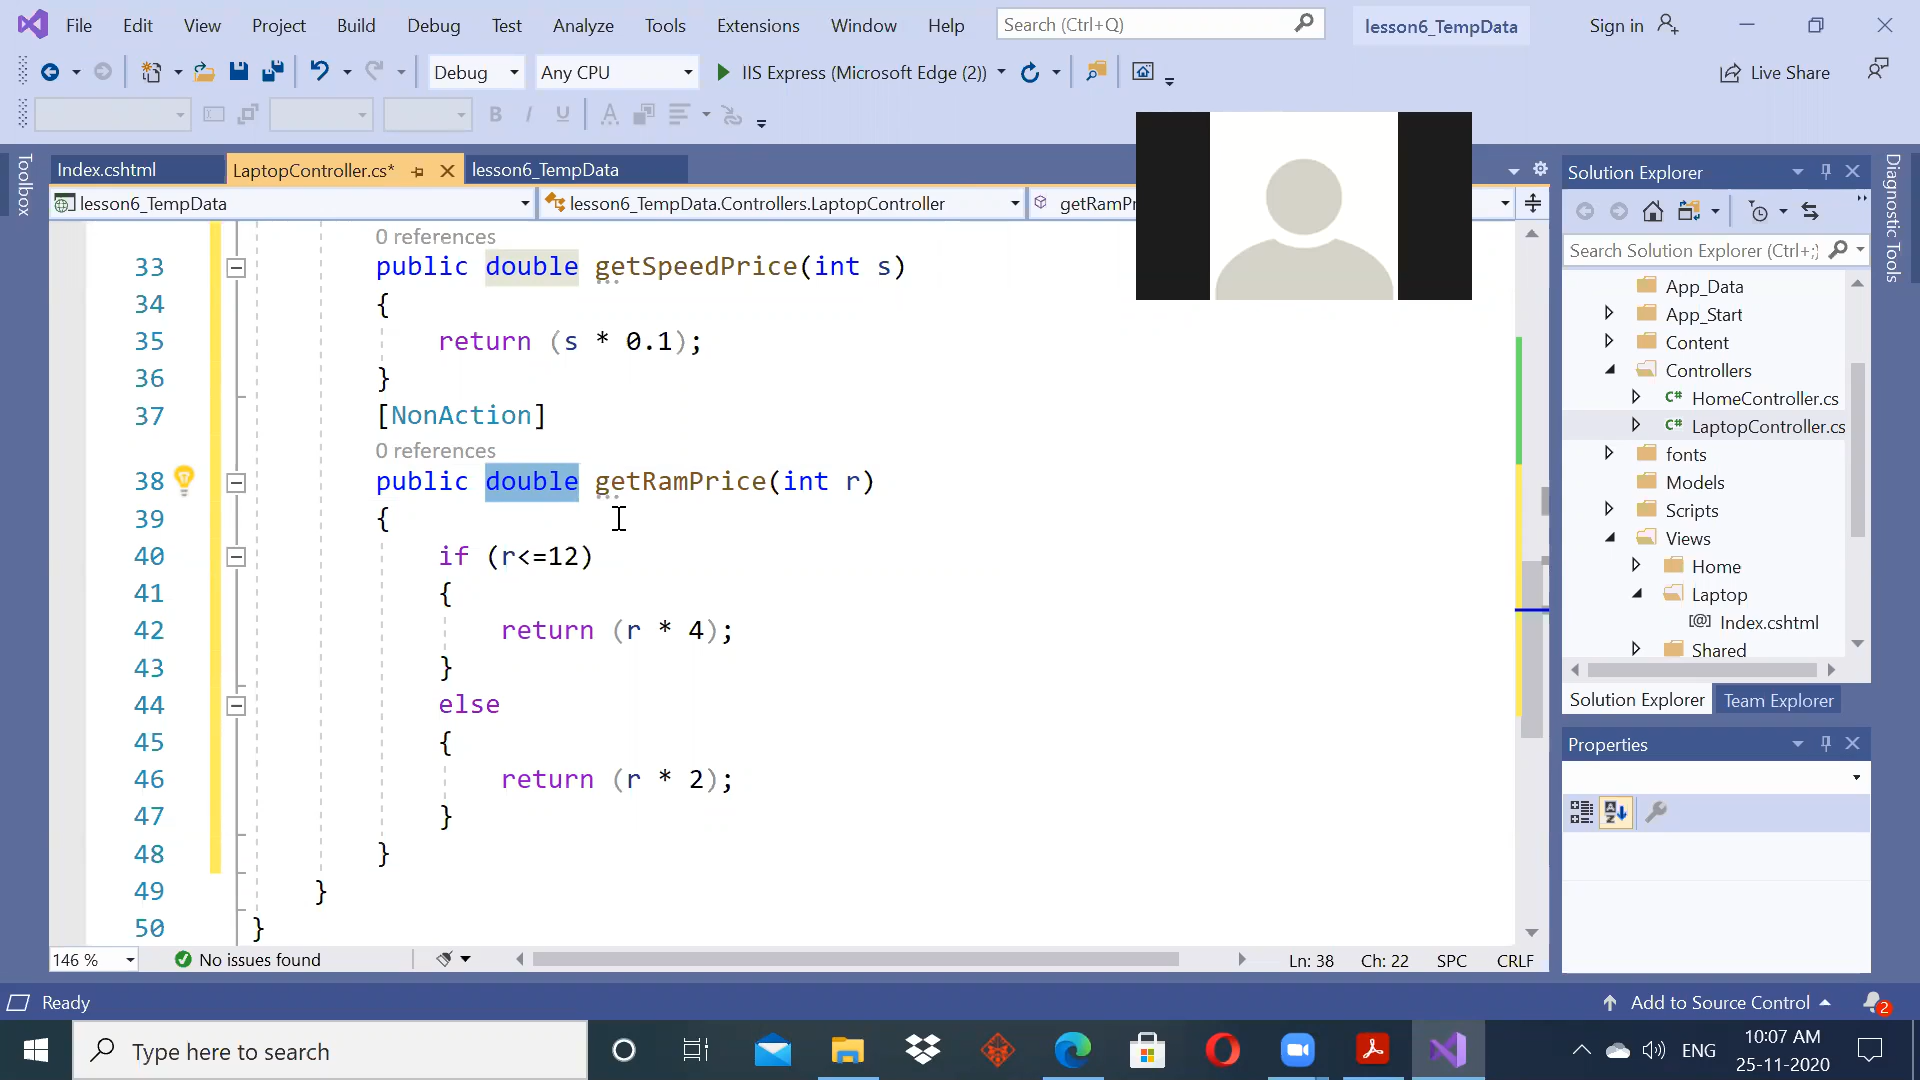 File Edit View Project Build Debug Test Analyze Tools Extensions Window Help Search (Ctrl+Q) lesson6_TempData Sign in
Debug Any CPU IIS Express (Microsoft Edge (2)) Live Share
B I U A
Toolbox
Index.cshtml LaptopController.cs* lesson6_TempData
lesson6_TempData lesson6_TempData.Controllers.LaptopController getRamPr
0 references
33 public double getSpeedPrice(int s)
34 {
35 return (s * 0.1);
36 }
37 [NonAction]
0 references
38 public double getRamPrice(int r)
39 {
40 if (r<=12)
41 {
42 return (r * 4);
43 }
44 else
45 {
46 return (r * 2);
47 }
48 }
49 }
50 }
146 % No issues found Ln: 38 Ch: 22 SPC CRLF
Solution Explorer
Search Solution Explorer (Ctrl+;)
App_Data
App_Start
Content
Controllers
C# HomeController.cs
C# LaptopController.cs
fonts
Models
Scripts
Views
Home
Laptop
[@] Index.cshtml
Shared
Solution Explorer Team Explorer
Properties
Diagnostic Tools
Ready Add to Source Control 2
Type here to search
ENG
10:07 AM
25-11-2020